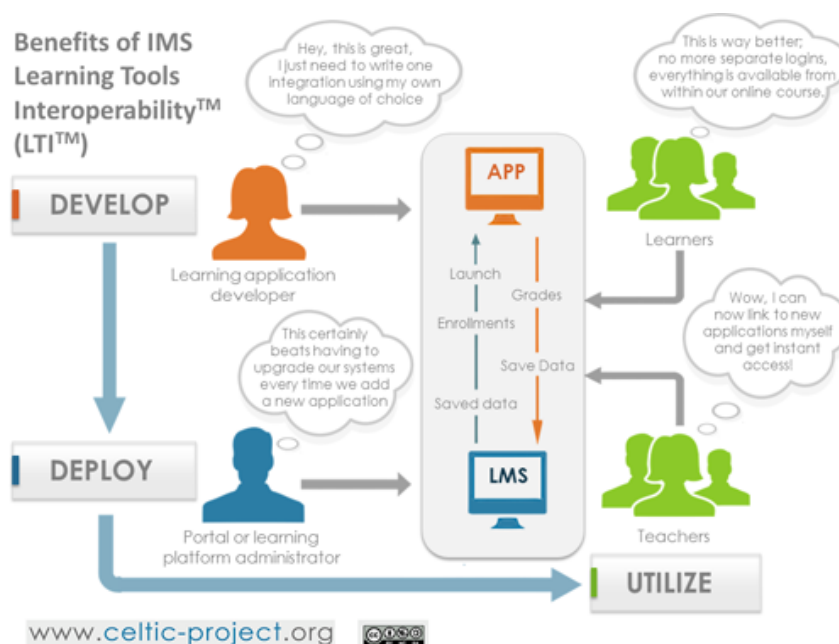 Benefits of IMS
Learning Tools
Interoperability™
(LTI™)
Hey, this is great,
I just need to write one
integration using my own
language of choice
This is way better;
no more separate logins,
everything is available from
within our online course.
DEVELOP
Learning application
developer
APP
Launch
Enrollments
Saved data
Grades
Save Data
LMS
Learners
Wow, I can
now link to new
applications myself
and get instant
access!
This certainly
beats having to
upgrade our systems
every time we add
a new application
DEPLOY
Portal or learning
platform administrator
Teachers
UTILIZE
www.celtic-project.org